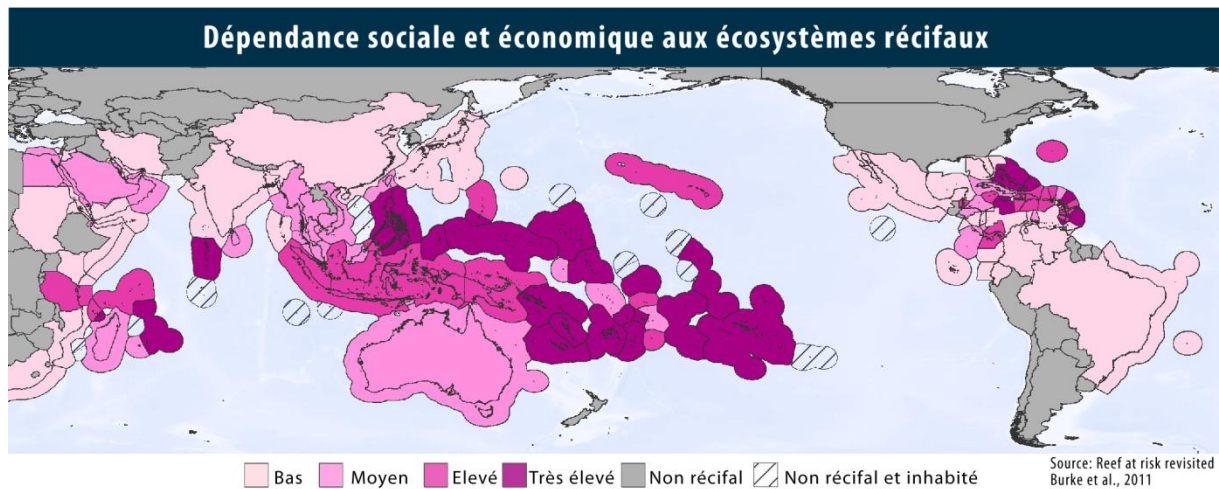 Dépendance sociale et économique aux écosystèmes récifaux
Bas Moyen Elevé Très élevé Non récifal Non récifal et inhabité
Source: Reef at risk revisited
Burke et al., 2011